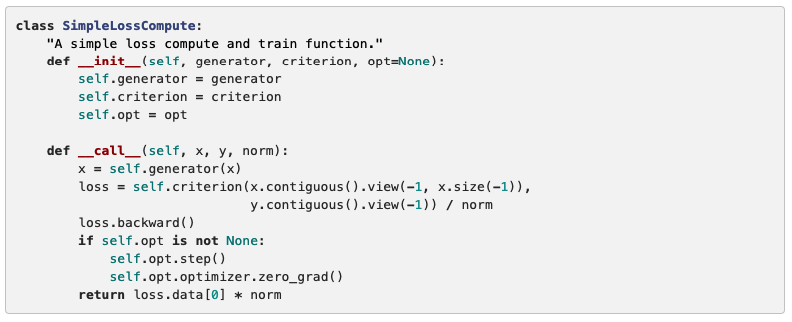 class SimpleLossCompute:
    "A simple loss compute and train function."
    def __init__(self, generator, criterion, opt=None):
        self.generator = generator
        self.criterion = criterion
        self.opt = opt

    def __call__(self, x, y, norm):
        x = self.generator(x)
        loss = self.criterion(x.contiguous().view(-1, x.size(-1)),
                              y.contiguous().view(-1)) / norm
        loss.backward()
        if self.opt is not None:
            self.opt.step()
            self.opt.optimizer.zero_grad()
        return loss.data[0] * norm